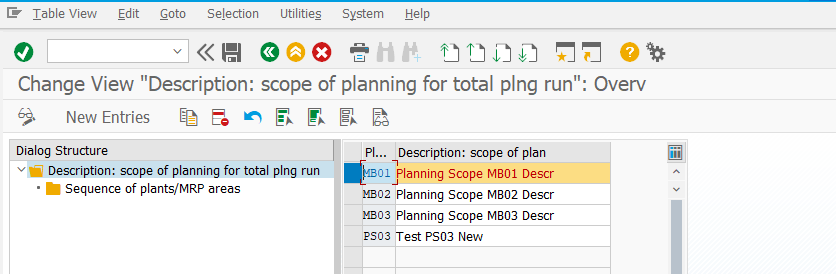 Table View Edit Goto Selection Utilities System Help
Change View "Description: scope of planning for total plng run": Overv
New Entries
Dialog Structure
Description: scope of planning for total plng run
Sequence of plants/MRP areas
Pl... Description: scope of plan
MB01 Planning Scope MB01 Descr
MB02 Planning Scope MB02 Descr
MB03 Planning Scope MB03 Descr
PS03 Test PS03 New